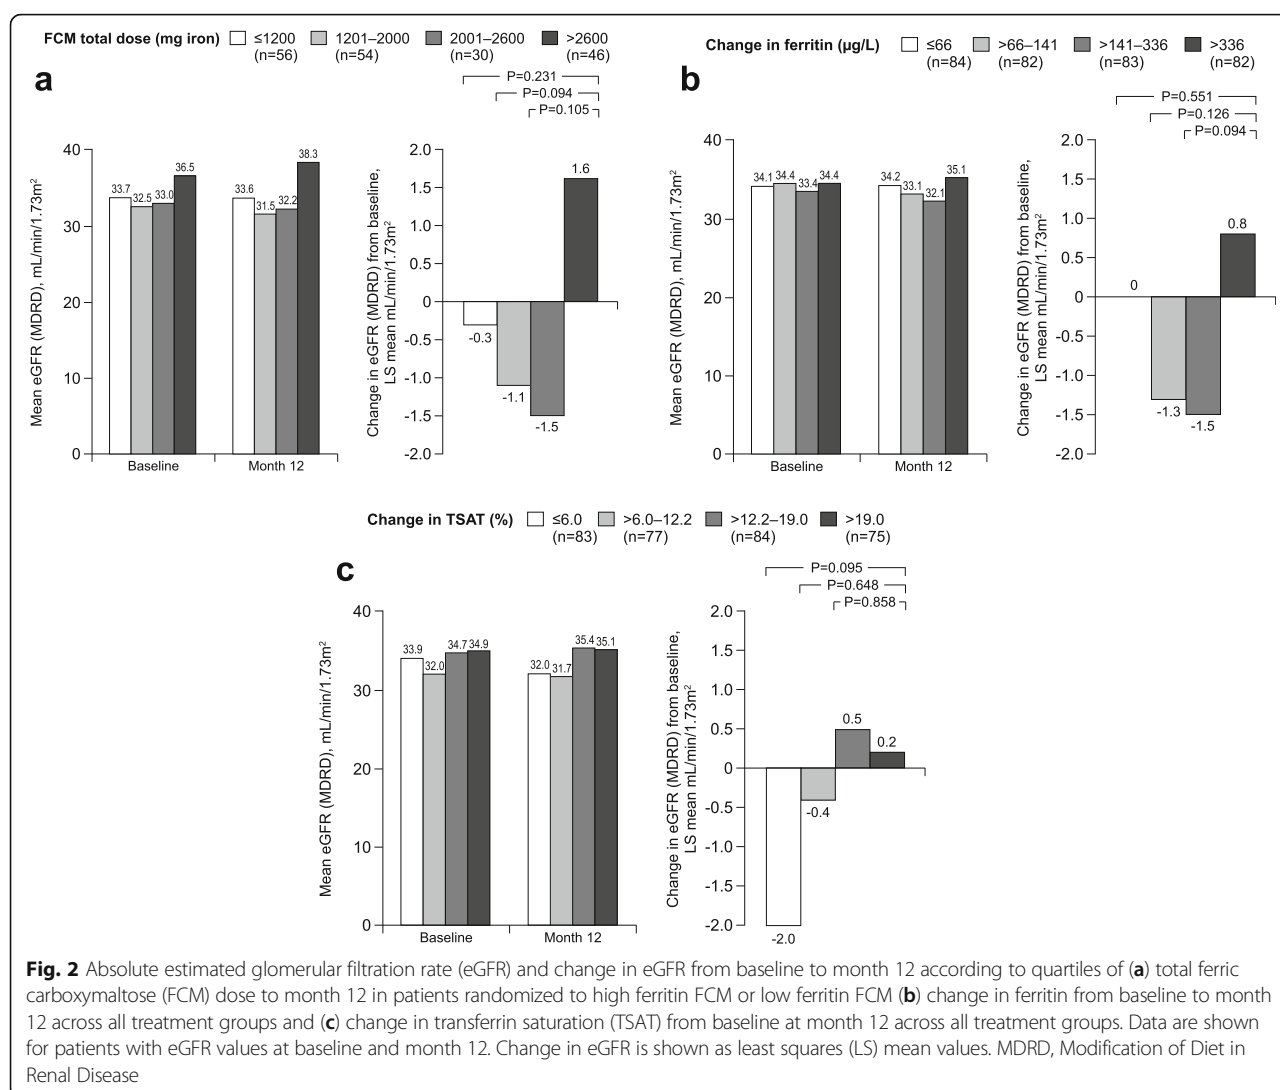 FCM total dose (mg iron) ≤1200 1201–2000 2001–2600 >2600
(n=56) (n=54) (n=30) (n=46)
a
P=0.231
P=0.094
P=0.105
Mean eGFR (MDRD), mL/min/1.73m²
40
30
20
10
0
33.7 32.5 33.0 36.5
33.6 31.5 32.2 38.3
Baseline Month 12
Change in eGFR (MDRD) from baseline,
LS mean mL/min/1.73m²
2.0
1.5
1.0
0.5
0
-0.5
-1.0
-1.5
-2.0
-0.3
-1.1
-1.5
1.6
Change in ferritin (µg/L) ≤66 >66–141 >141–336 >336
(n=84) (n=82) (n=83) (n=82)
b
P=0.551
P=0.126
P=0.094
Mean eGFR (MDRD), mL/min/1.73m²
40
30
20
10
0
34.1 34.4 33.4 34.4
34.2 33.1 32.1 35.1
Baseline Month 12
Change in eGFR (MDRD) from baseline,
LS mean mL/min/1.73m²
2.0
1.5
1.0
0.5
0
-0.5
-1.0
-1.5
-2.0
0
-1.3
-1.5
0.8
Change in TSAT (%) ≤6.0 >6.0–12.2 >12.2–19.0 >19.0
(n=83) (n=77) (n=84) (n=75)
c
P=0.095
P=0.648
P=0.858
Mean eGFR (MDRD), mL/min/1.73m²
40
30
20
10
0
33.9 32.0 34.7 34.9
32.0 31.7 35.4 35.1
Baseline Month 12
Change in eGFR (MDRD) from baseline,
LS mean mL/min/1.73m²
2.0
1.5
1.0
0.5
0
-0.5
-1.0
-1.5
-2.0
-2.0
-0.4
0.5
0.2
Fig. 2 Absolute estimated glomerular filtration rate (eGFR) and change in eGFR from baseline to month 12 according to quartiles of (a) total ferric
carboxymaltose (FCM) dose to month 12 in patients randomized to high ferritin FCM or low ferritin FCM (b) change in ferritin from baseline to month
12 across all treatment groups and (c) change in transferrin saturation (TSAT) from baseline at month 12 across all treatment groups. Data are shown
for patients with eGFR values at baseline and month 12. Change in eGFR is shown as least squares (LS) mean values. MDRD, Modification of Diet in
Renal Disease